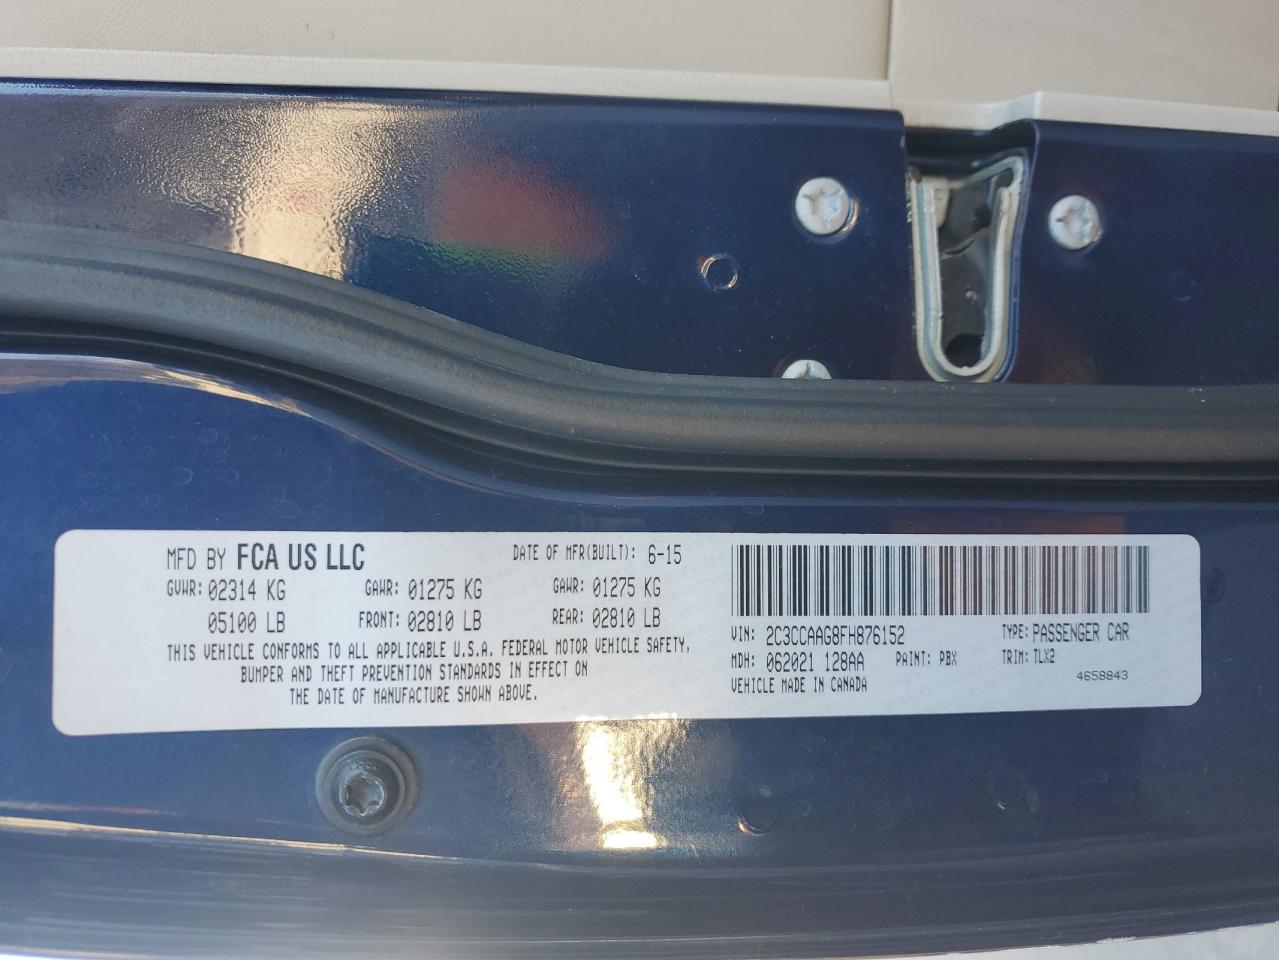 MFD BY FCA US LLC DATE OF MFR(BUILT): 6-15
GVWR: 02314 KG GAWR: 01275 KG GAWR: 01275 KG
05100 LB FRONT: 02810 LB REAR: 02810 LB
THIS VEHICLE CONFORMS TO ALL APPLICABLE U.S.A. FEDERAL MOTOR VEHICLE SAFETY,
BUMPER AND THEFT PREVENTION STANDARDS IN EFFECT ON
THE DATE OF MANUFACTURE SHOWN ABOVE.
VIN: 2C3CCAAG8FH876152 TYPE: PASSENGER CAR
MDH: 062021 128AA PAINT: PBX TRIM: TLX2
VEHICLE MADE IN CANADA 4658843